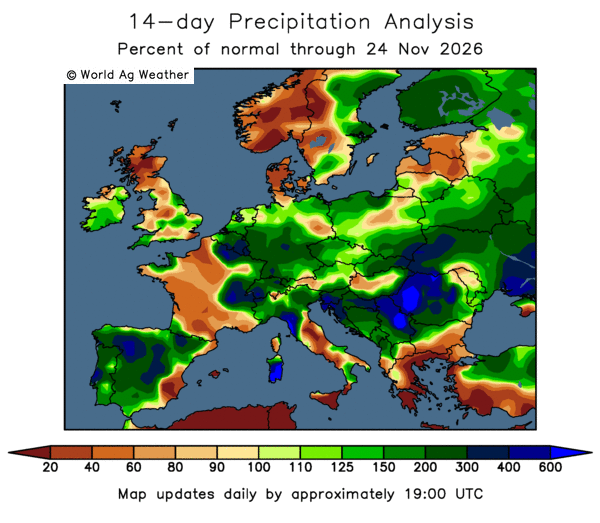 14-day Precipitation Analysis
Percent of normal through 24 Nov 2026
© World Ag Weather
20 40 60 80 90 100 110 125 150 200 300 400 600
Map updates daily by approximately 19:00 UTC